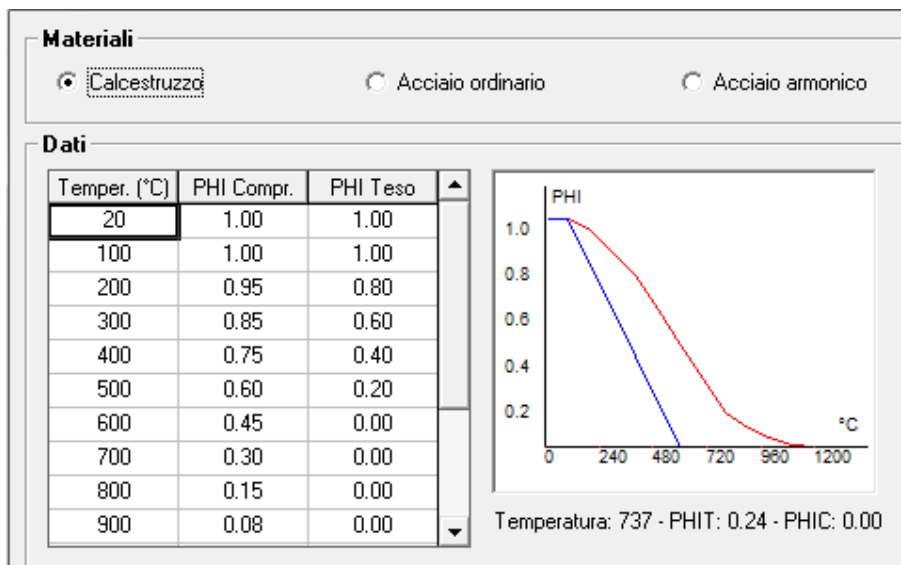 Materiali
Calcestruzzo Acciaio ordinario Acciaio armonico
Dati
Temper. (°C) PHI Compr. PHI Teso
20 1.00 1.00
100 1.00 1.00
200 0.95 0.80
300 0.85 0.60
400 0.75 0.40
500 0.60 0.20
600 0.45 0.00
700 0.30 0.00
800 0.15 0.00
900 0.08 0.00
PHI
1.0
0.8
0.6
0.4
0.2
°C
0 240 480 720 960 1200
Temperatura: 737 - PHIT: 0.24 - PHIC: 0.00